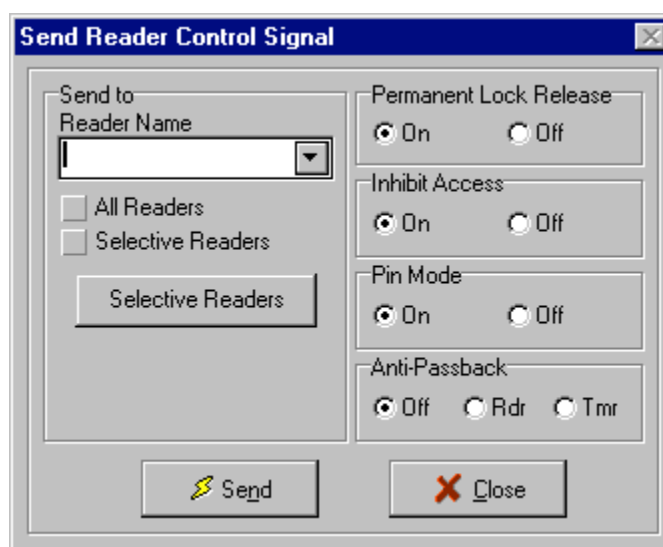 Send Reader Control Signal
Send to
Reader Name
All Readers
Selective Readers
Selective Readers
Permanent Lock Release
On Off
Inhibit Access
On Off
Pin Mode
On Off
Anti-Passback
Off Rdr Tmr
Send Close